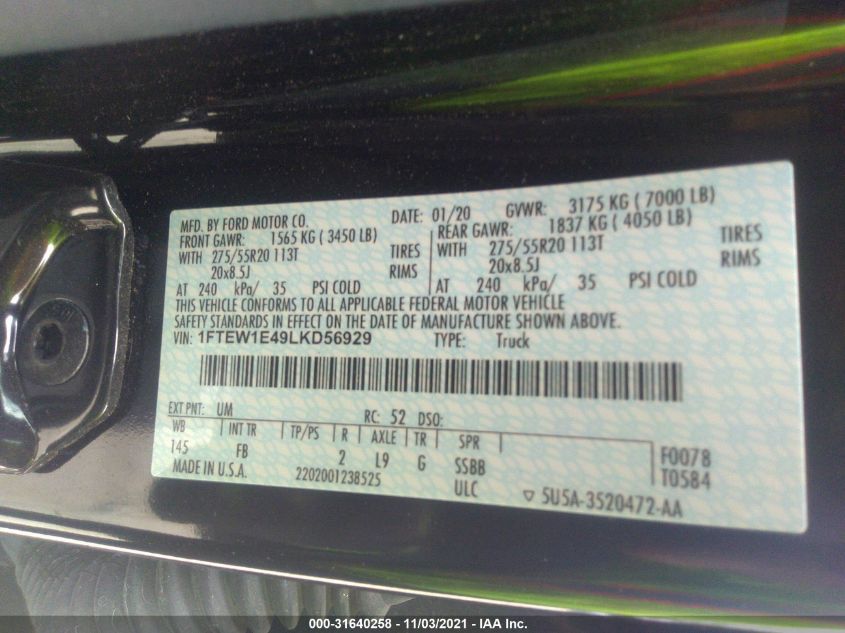 MFD. BY FORD MOTOR CO. DATE: 01/20 GVWR: 3175 KG ( 7000 LB)
FRONT GAWR: 1565 KG ( 3450 LB) REAR GAWR: 1837 KG ( 4050 LB)
WITH 275/55R20 113T TIRES WITH 275/55R20 113T TIRES
20x8.5J RIMS 20x8.5J RIMS
AT 240 kPa/ 35 PSI COLD AT 240 kPa/ 35 PSI COLD
THIS VEHICLE CONFORMS TO ALL APPLICABLE FEDERAL MOTOR VEHICLE
SAFETY STANDARDS IN EFFECT ON THE DATE OF MANUFACTURE SHOWN ABOVE.
VIN: 1FTEW1E49LKD56929 TYPE: Truck
EXT PNT: UM RC: 52 DSO:
WB INT TR TP/PS R AXLE TR SPR F0078
145 FB 2 L9 G SSBB T0584
MADE IN U.S.A. 2202001238525 ULC ▽ 5U5A-3520472-AA
000-31640258 - 11/03/2021 - IAA Inc.